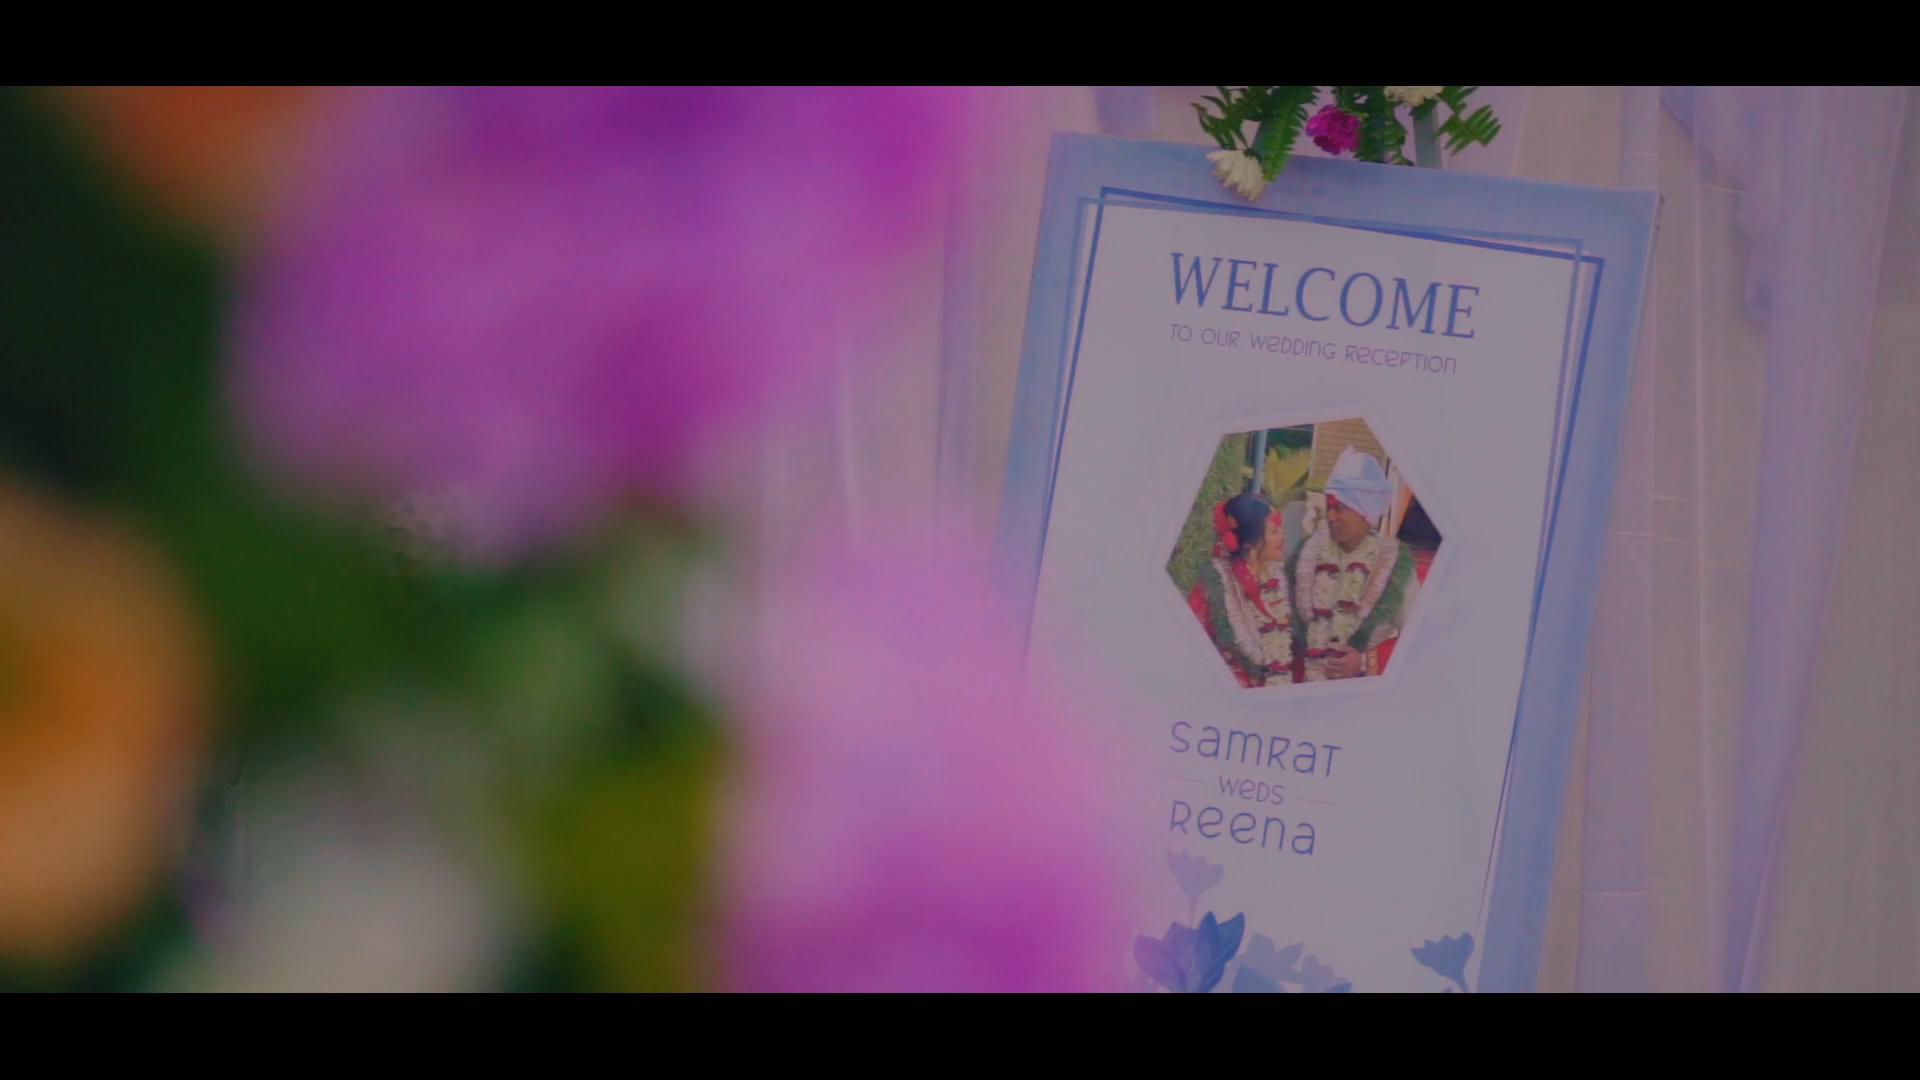 WELCOME
TO OUR WEDDING RECEPTION
SAMRAT
WEDS
REENA